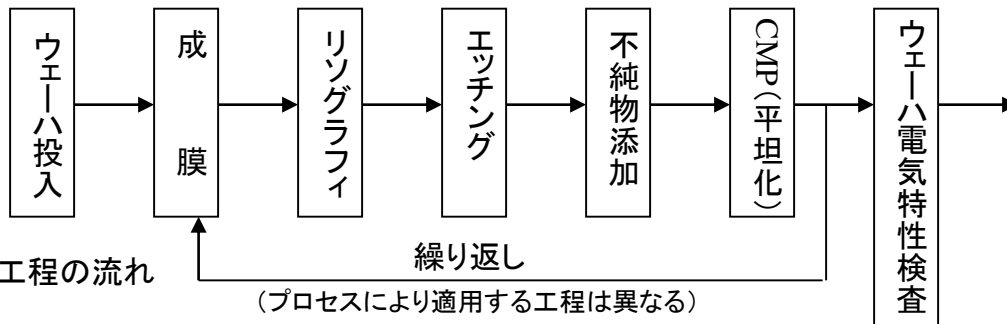 ウェーハ投入
成膜
リソグラフィ
エッチング
不純物添加
CMP(平坦化)
ウェーハ電気特性検査
繰り返し
工程の流れ
(プロセスにより適用する工程は異なる)